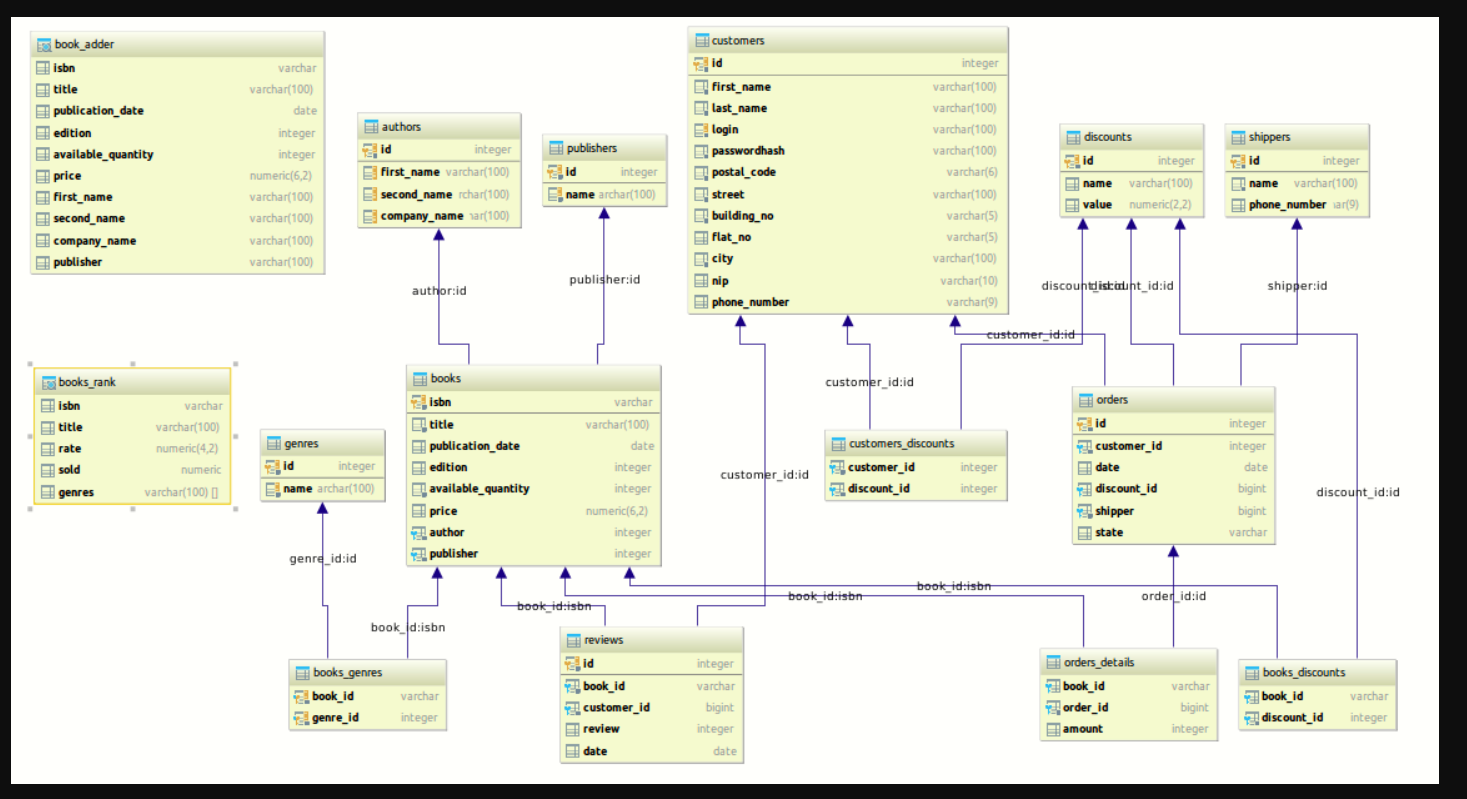 book_adder
isbn varchar
title varchar(100)
publication_date date
edition integer
available_quantity integer
price numeric(6,2)
first_name varchar(100)
second_name varchar(100)
company_name varchar(100)
publisher varchar(100)
authors
id integer
first_name varchar(100)
second_name rchar(100)
company_name ar(100)
publishers
id integer
name archar(100)
customers
id integer
first_name varchar(100)
last_name varchar(100)
login varchar(100)
passwordhash varchar(100)
postal_code varchar(6)
street varchar(100)
building_no varchar(5)
flat_no varchar(5)
city varchar(100)
nip varchar(10)
phone_number varchar(9)
discounts
id integer
name varchar(100)
value numeric(2,2)
shippers
id integer
name varchar(100)
phone_number ar(9)
author:id
publisher:id
discount_id:id
discount_id:id
shipper:id
customer_id:id
customer_id:id
books_rank
isbn varchar
title varchar(100)
rate numeric(4,2)
sold numeric
genres varchar(100) []
genres
id integer
name archar(100)
books
isbn varchar
title varchar(100)
publication_date date
edition integer
available_quantity integer
price numeric(6,2)
author integer
publisher integer
customer_id:id
customers_discounts
customer_id integer
discount_id integer
orders
id integer
customer_id integer
date date
discount_id bigint
shipper bigint
state varchar
discount_id:id
genre_id:id
book_id:isbn
book_id:isbn
book_id:isbn
book_id:isbn
order_id:id
books_genres
book_id varchar
genre_id integer
reviews
id integer
book_id varchar
customer_id bigint
review integer
date date
orders_details
book_id varchar
order_id bigint
amount integer
books_discounts
book_id varchar
discount_id integer